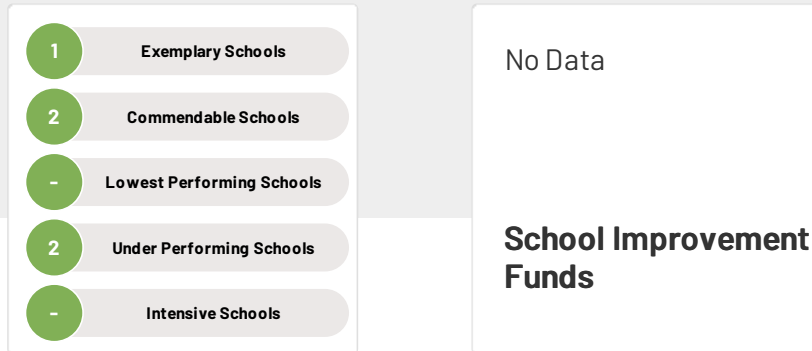 1 Exemplary Schools
2 Commendable Schools
- Lowest Performing Schools
2 Under Performing Schools
- Intensive Schools
No Data
School Improvement
Funds